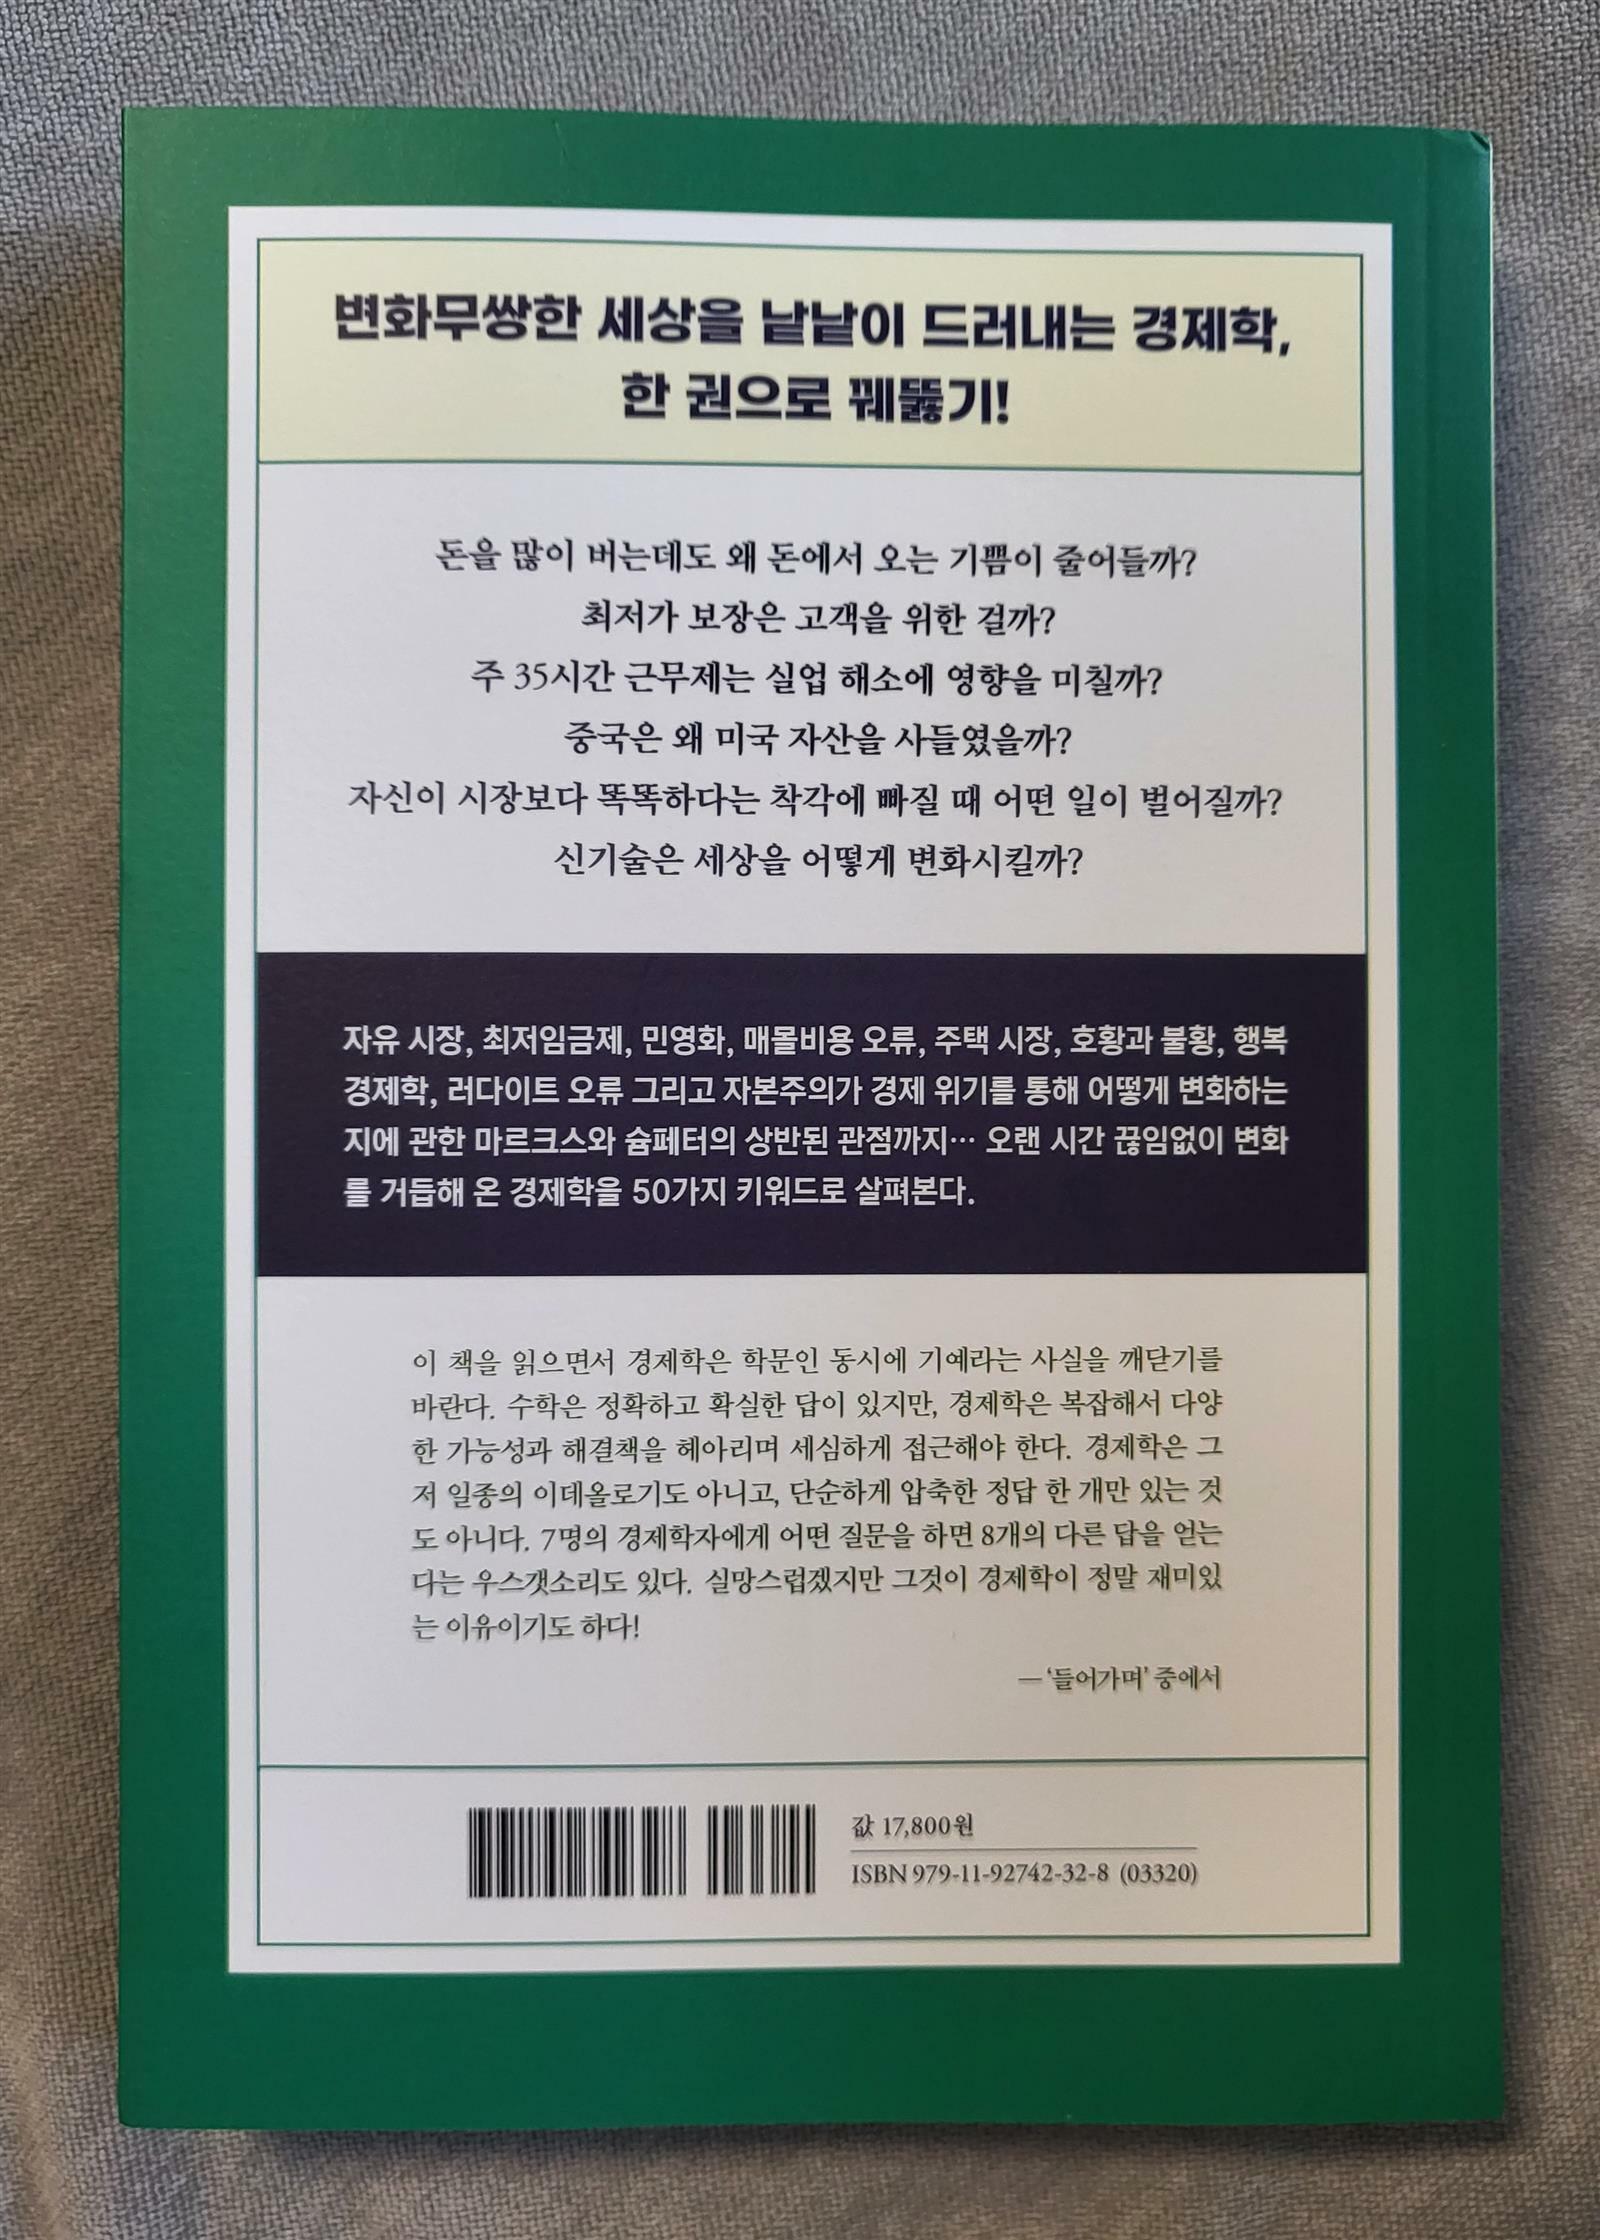 변화무쌍한 세상을 낱낱이 드러내는 경제학,
한 권으로 꿰뚫기!
돈을 많이 버는데도 왜 돈에서 오는 기쁨이 줄어들까?
최저가 보장은 고객을 위한 걸까?
주 35시간 근무제는 실업 해소에 영향을 미칠까?
중국은 왜 미국 자산을 사들였을까?
자신이 시장보다 똑똑하다는 착각에 빠질 때 어떤 일이 벌어질까?
신기술은 세상을 어떻게 변화시킬까?
자유 시장, 최저임금제, 민영화, 매몰비용 오류, 주택 시장, 호황과 불황, 행복
경제학, 러다이트 오류 그리고 자본주의가 경제 위기를 통해 어떻게 변화하는
지에 관한 마르크스와 슘페터의 상반된 관점까지… 오랜 시간 끊임없이 변화
를 거듭해 온 경제학을 50가지 키워드로 살펴본다.
이 책을 읽으면서 경제학은 학문인 동시에 기예라는 사실을 깨닫기를
바란다. 수학은 정확하고 확실한 답이 있지만, 경제학은 복잡해서 다양
한 가능성과 해결책을 헤아리며 세심하게 접근해야 한다. 경제학은 그
저 일종의 이데올로기도 아니고, 단순하게 압축한 정답 한 개만 있는 것
도 아니다. 7명의 경제학자에게 어떤 질문을 하면 8개의 다른 답을 얻는
다는 우스갯소리도 있다. 실망스럽겠지만 그것이 경제학이 정말 재미있
는 이유이기도 하다!
— ‘들어가며’ 중에서
값 17,800원
ISBN 979-11-92742-32-8 (03320)